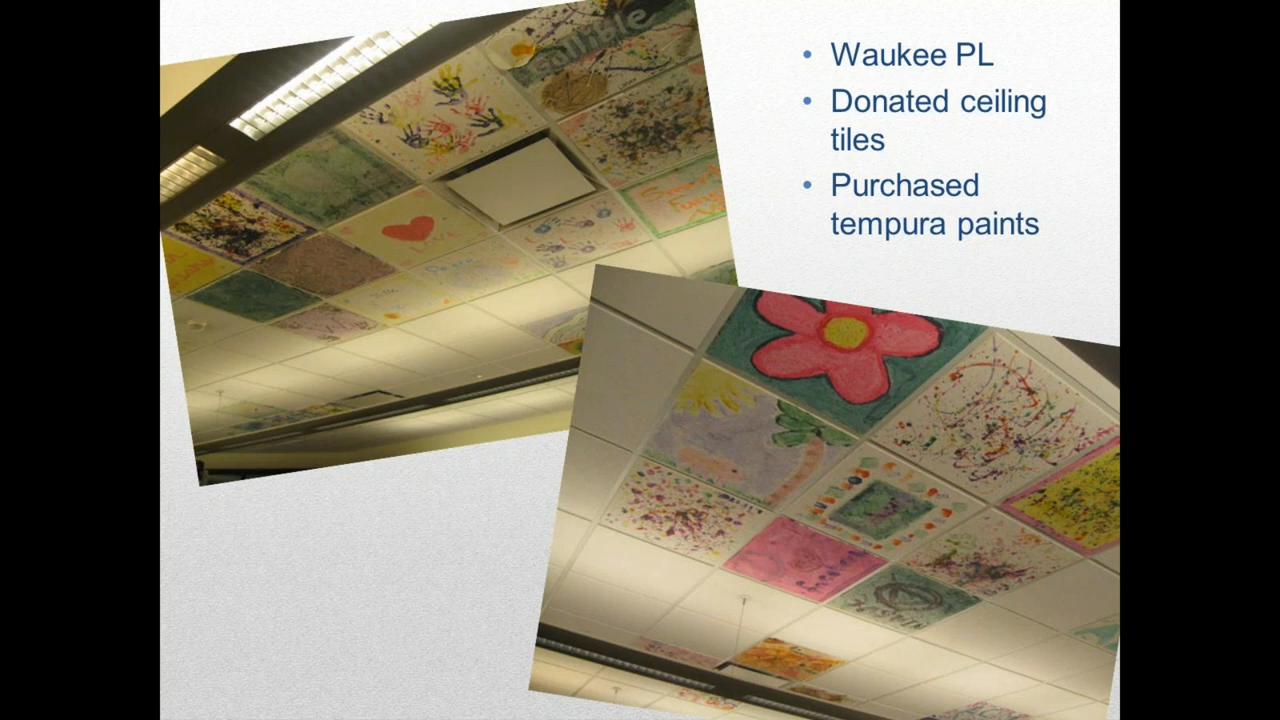 • Waukee PL
• Donated ceiling
tiles
• Purchased
tempura paints